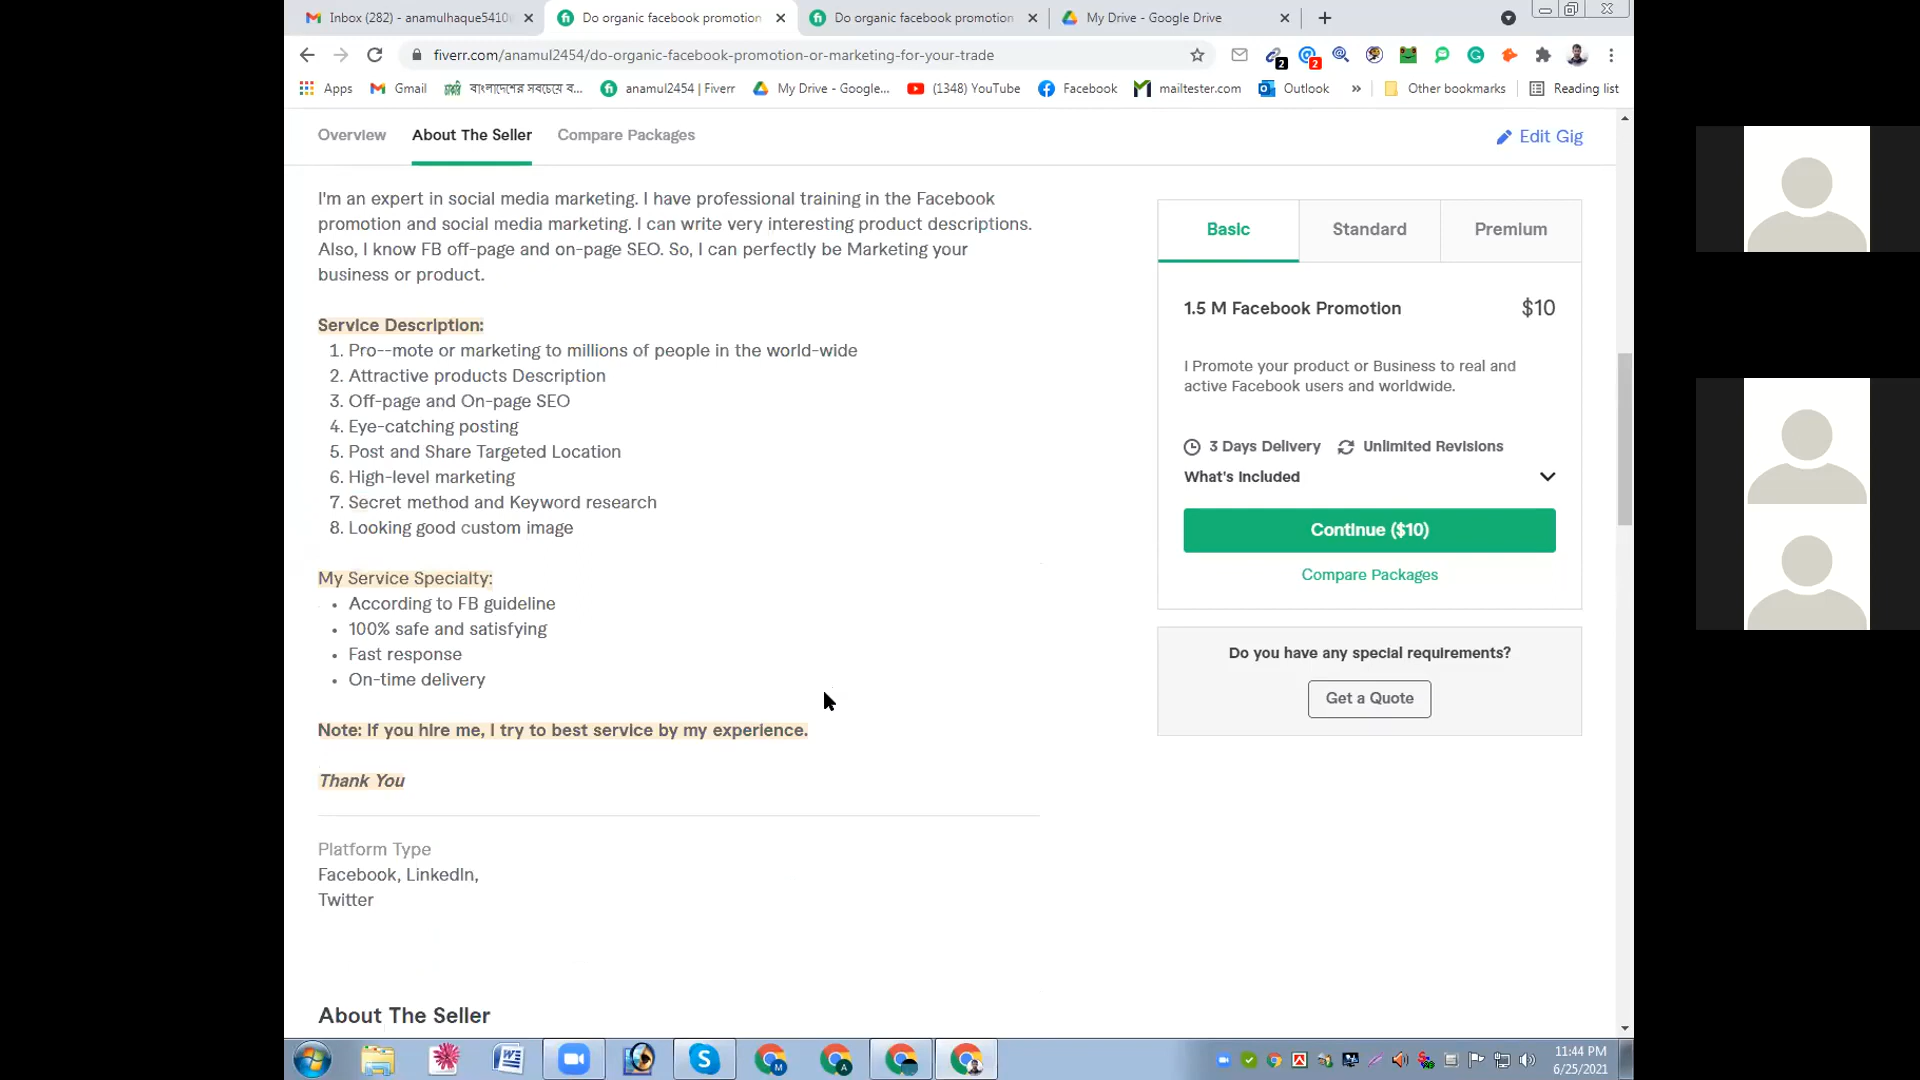 Inbox (282) - anamulhaque5410
Do organic facebook promotion
Do organic facebook promotion
My Drive - Google Drive
fiverr.com/anamul2454/do-organic-facebook-promotion-or-marketing-for-your-trade
2
2
Apps
Gmail
বাংলাদেশের সবচেয়ে ব...
anamul2454 | Fiverr
My Drive - Google...
(1348) YouTube
Facebook
mailtester.com
Outlook
»
Other bookmarks
Reading list
Overview
About The Seller
Compare Packages
Edit Gig
I'm an expert in social media marketing. I have professional training in the Facebook
promotion and social media marketing. I can write very interesting product descriptions.
Also, I know FB off-page and on-page SEO. So, I can perfectly be Marketing your
business or product.
Service Description:
1. Pro--mote or marketing to millions of people in the world-wide
2. Attractive products Description
3. Off-page and On-page SEO
4. Eye-catching posting
5. Post and Share Targeted Location
6. High-level marketing
7. Secret method and Keyword research
8. Looking good custom image
My Service Specialty:
• According to FB guideline
• 100% safe and satisfying
• Fast response
• On-time delivery
Note: If you hire me, I try to best service by my experience.
Thank You
Platform Type
Facebook, LinkedIn,
Twitter
About The Seller
Basic
Standard
Premium
1.5 M Facebook Promotion
$10
I Promote your product or Business to real and
active Facebook users and worldwide.
3 Days Delivery
Unlimited Revisions
What's Included
Continue ($10)
Compare Packages
Do you have any special requirements?
Get a Quote
11:44 PM
6/25/2021